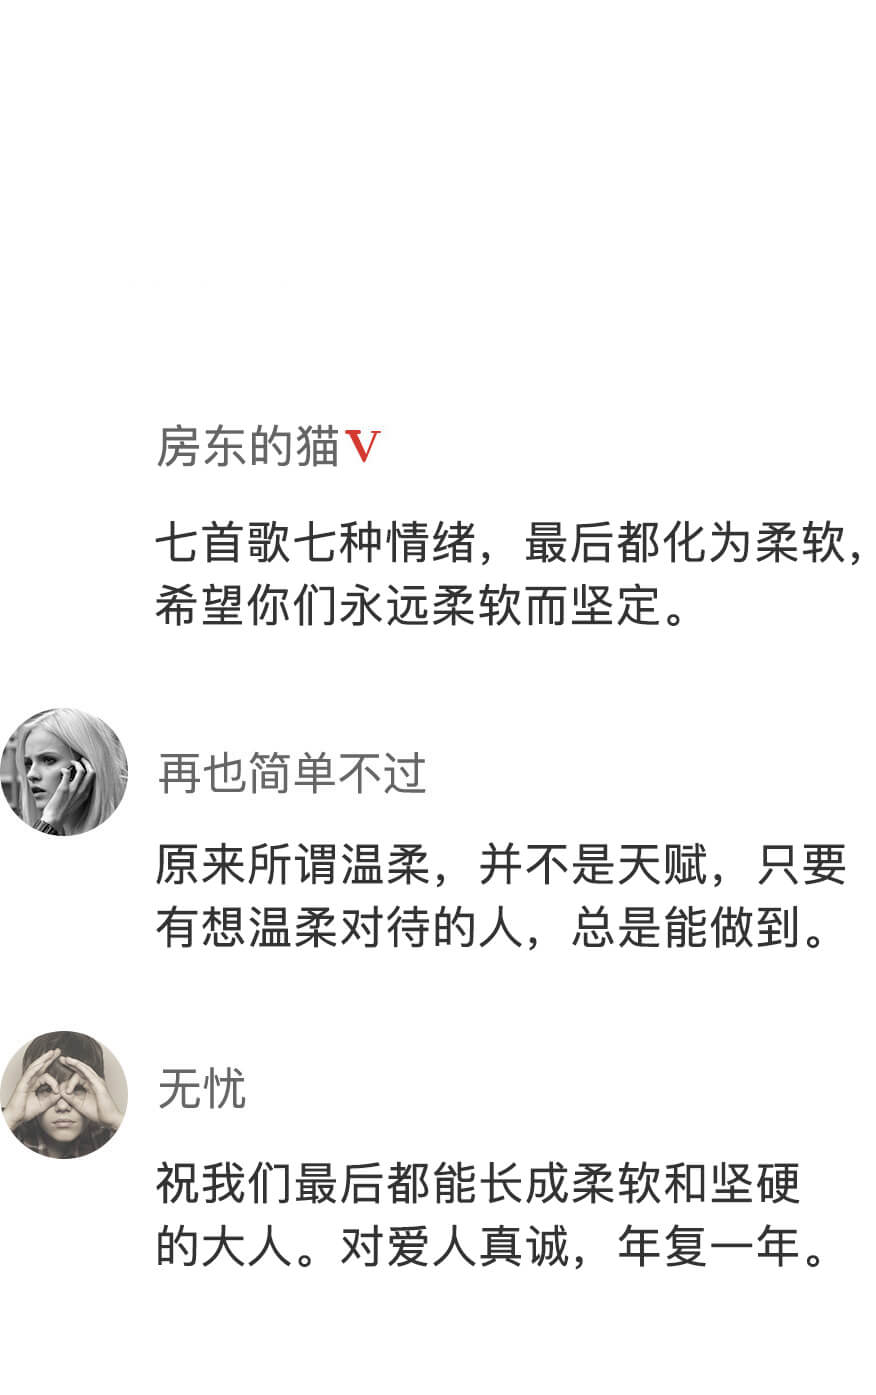 房东的猫V
七首歌七种情绪，最后都化为柔软，
希望你们永远柔软而坚定。
再也简单不过
原来所谓温柔，并不是天赋，只要
有想温柔对待的人，总是能做到。
无忧
祝我们最后都能长成柔软和坚硬
的大人。对爱人真诚，年复一年。